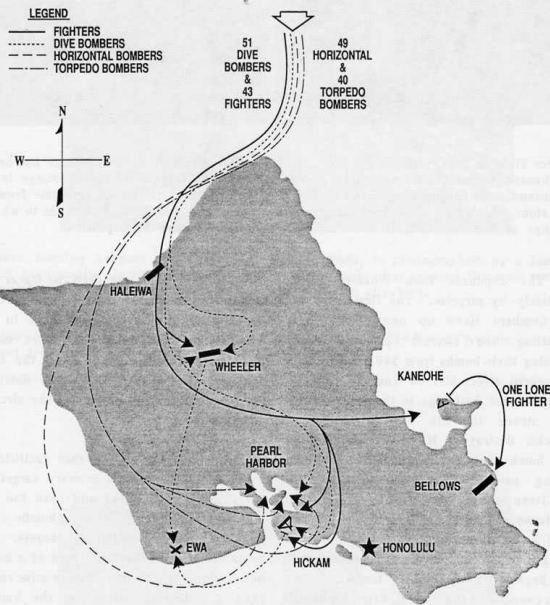 LEGEND
FIGHTERS
DIVE BOMBERS
HORIZONTAL BOMBERS
TORPEDO BOMBERS
51
DIVE
BOMBERS
&
43
FIGHTERS
49
HORIZONTAL
&
40
TORPEDO
BOMBERS
N
W
E
S
HALEIWA
WHEELER
KANEOHE
ONE LONE
FIGHTER
PEARL
HARBOR
BELLOWS
EWA
HICKAM
HONOLULU